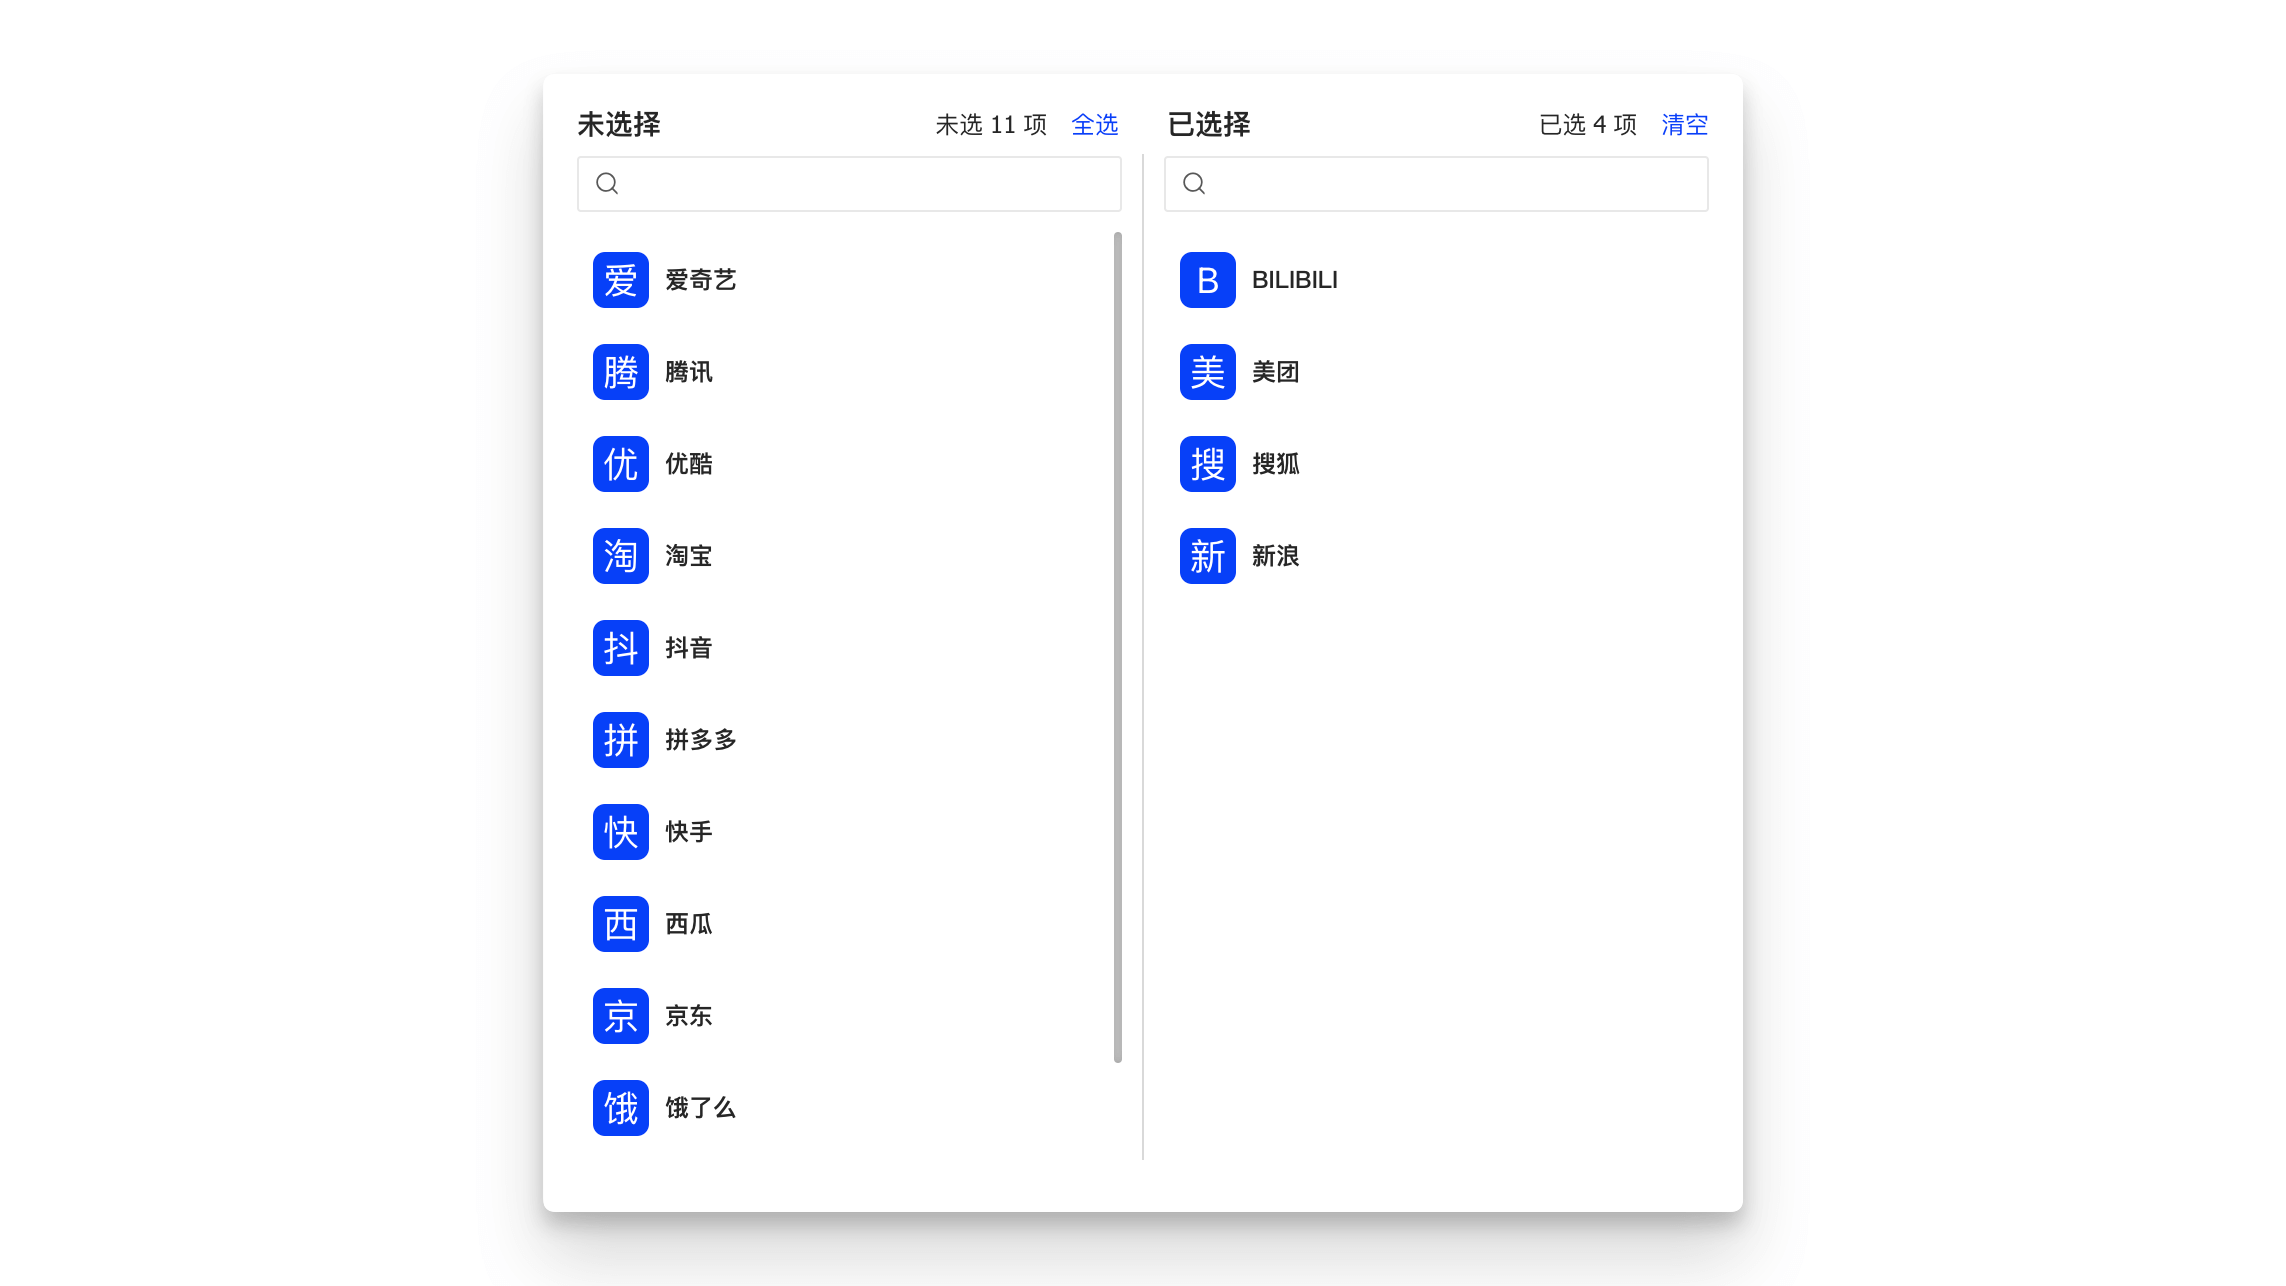 未选择 未选 11 项 全选
爱 爱奇艺
腾 腾讯
优 优酷
淘 淘宝
抖 抖音
拼 拼多多
快 快手
西 西瓜
京 京东
饿 饿了么
已选择 已选 4 项 清空
B BILIBILI
美 美团
搜 搜狐
新 新浪